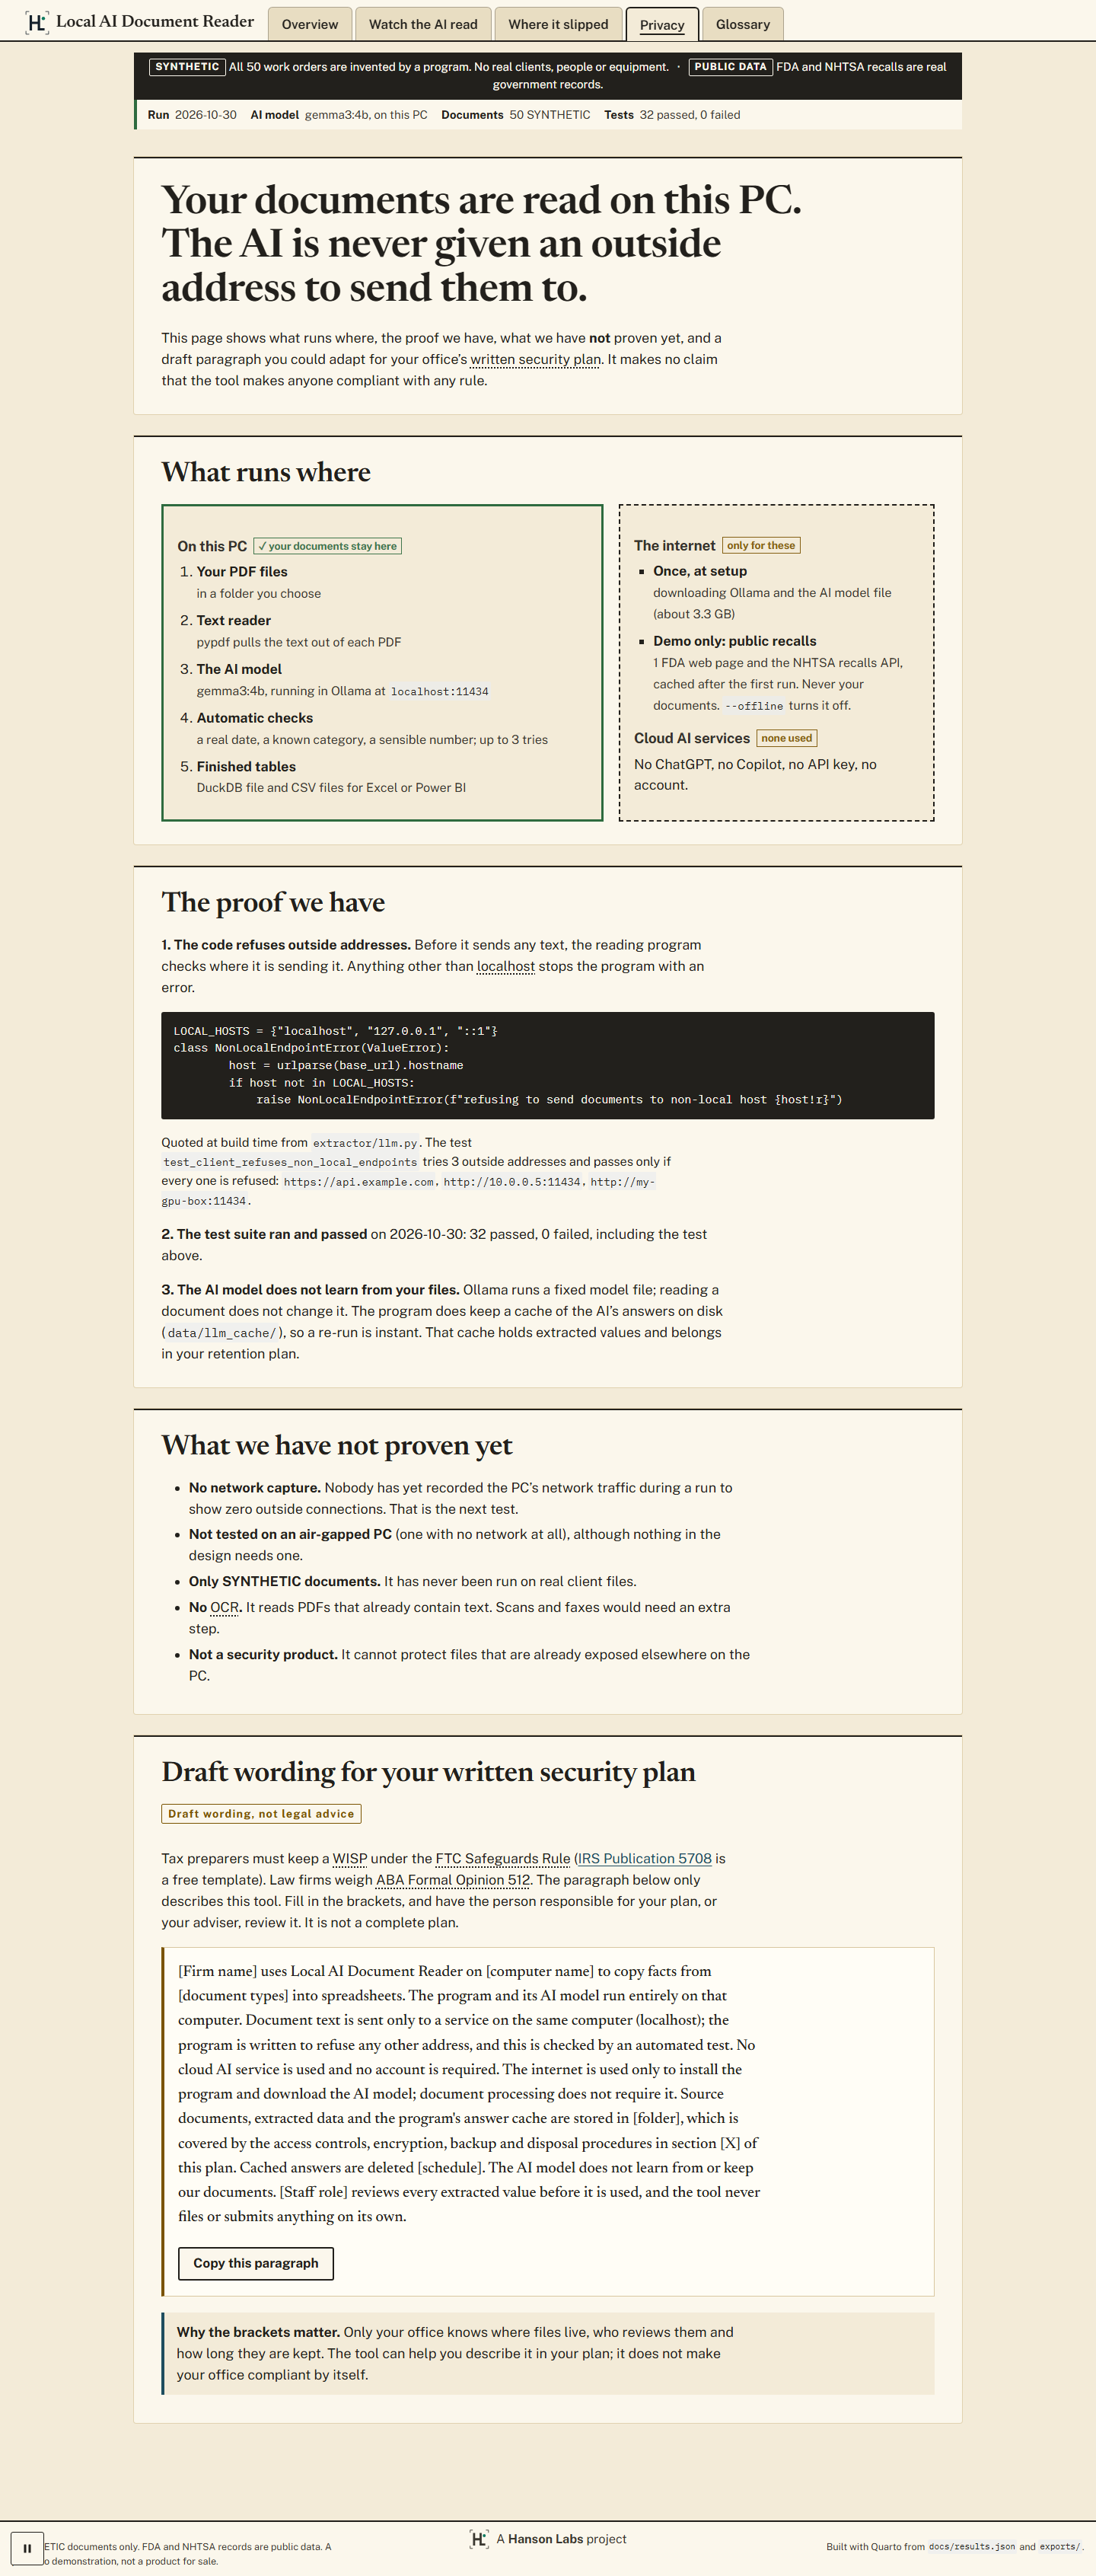 Local AI Document Reader
Overview
Watch the AI read
Where it slipped
Privacy
Glossary
SYNTHETIC All 50 work orders are invented by a program. No real clients, people or equipment. · PUBLIC DATA FDA and NHTSA recalls are real
government records.
Run 2026-10-30 AI model gemma3:4b, on this PC Documents 50 SYNTHETIC Tests 32 passed, 0 failed
Your documents are read on this PC.
The AI is never given an outside
address to send them to.
This page shows what runs where, the proof we have, what we have not proven yet, and a
draft paragraph you could adapt for your office's written security plan. It makes no claim
that the tool makes anyone compliant with any rule.
What runs where
On this PC ✓ your documents stay here
1. Your PDF files
in a folder you choose
2. Text reader
pypdf pulls the text out of each PDF
3. The AI model
gemma3:4b, running in Ollama at localhost:11434
4. Automatic checks
a real date, a known category, a sensible number; up to 3 tries
5. Finished tables
DuckDB file and CSV files for Excel or Power BI
The internet only for these
Once, at setup
downloading Ollama and the AI model file
(about 3.3 GB)
Demo only: public recalls
1 FDA web page and the NHTSA recalls API,
cached after the first run. Never your
documents. --offline turns it off.
Cloud AI services none used
No ChatGPT, no Copilot, no API key, no
account.
The proof we have
1. The code refuses outside addresses. Before it sends any text, the reading program
checks where it is sending it. Anything other than localhost stops the program with an
error.
LOCAL_HOSTS = {"localhost", "127.0.0.1", "::1"}
class NonLocalEndpointError(ValueError):
host = urlparse(base_url).hostname
if host not in LOCAL_HOSTS:
raise NonLocalEndpointError(f"refusing to send documents to non-local host {host!r}")
Quoted at build time from extractor/llm.py. The test
test_client_refuses_non_local_endpoints tries 3 outside addresses and passes only if
every one is refused: https://api.example.com, http://10.0.0.5:11434, http://my-
gpu-box:11434.
2. The test suite ran and passed on 2026-10-30: 32 passed, 0 failed, including the test
above.
3. The AI model does not learn from your files. Ollama runs a fixed model file; reading a
document does not change it. The program does keep a cache of the AI's answers on disk
(data/llm_cache/), so a re-run is instant. That cache holds extracted values and belongs
in your retention plan.
What we have not proven yet
• No network capture. Nobody has yet recorded the PC's network traffic during a run to
show zero outside connections. That is the next test.
• Not tested on an air-gapped PC (one with no network at all), although nothing in the
design needs one.
• Only SYNTHETIC documents. It has never been run on real client files.
• No OCR. It reads PDFs that already contain text. Scans and faxes would need an extra
step.
• Not a security product. It cannot protect files that are already exposed elsewhere on the
PC.
Draft wording for your written security plan
Draft wording, not legal advice
Tax preparers must keep a WISP under the FTC Safeguards Rule (IRS Publication 5708 is
a free template). Law firms weigh ABA Formal Opinion 512. The paragraph below only
describes this tool. Fill in the brackets, and have the person responsible for your plan, or
your adviser, review it. It is not a complete plan.
[Firm name] uses Local AI Document Reader on [computer name] to copy facts from
[document types] into spreadsheets. The program and its AI model run entirely on that
computer. Document text is sent only to a service on the same computer (localhost); the
program is written to refuse any other address, and this is checked by an automated test. No
cloud AI service is used and no account is required. The internet is used only to install the
program and download the AI model; document processing does not require it. Source
documents, extracted data and the program's answer cache are stored in [folder], which is
covered by the access controls, encryption, backup and disposal procedures in section [X] of
this plan. Cached answers are deleted [schedule]. The AI model does not learn from or keep
our documents. [Staff role] reviews every extracted value before it is used, and the tool never
files or submits anything on its own.
Copy this paragraph
Why the brackets matter. Only your office knows where files live, who reviews them and
how long they are kept. The tool can help you describe it in your plan; it does not make
your office compliant by itself.
ETIC documents only. FDA and NHTSA records are public data. A
o demonstration, not a product for sale.
A Hanson Labs project
Built with Quarto from docs/results.json and exports/.